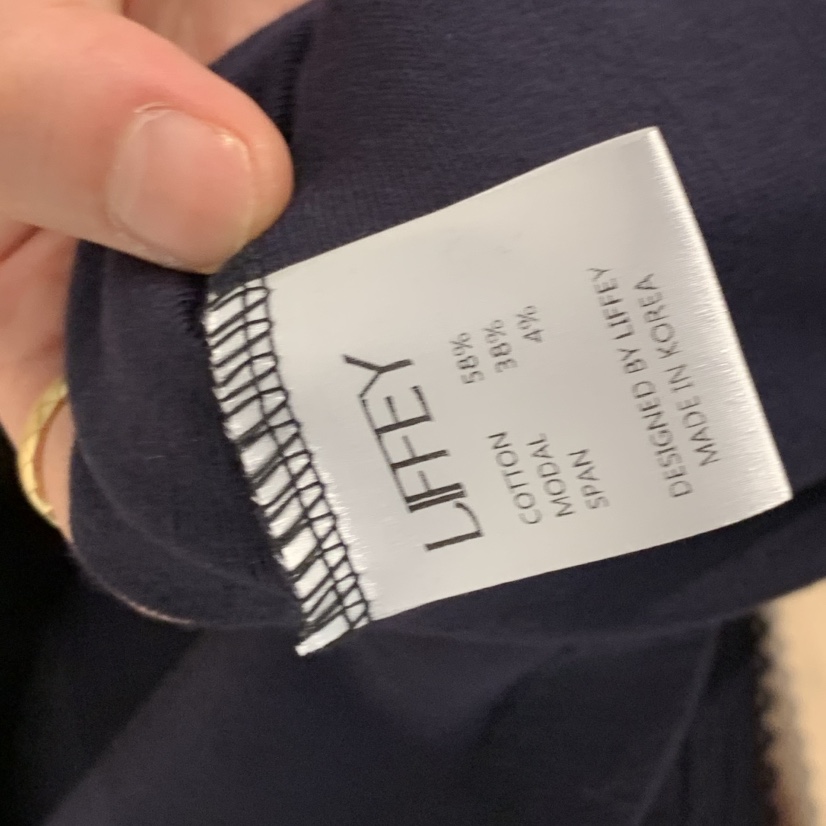 LIFFEY
COTTON 58%
MODAL 38%
SPAN 4%
DESIGNED BY LIFFEY
MADE IN KOREA